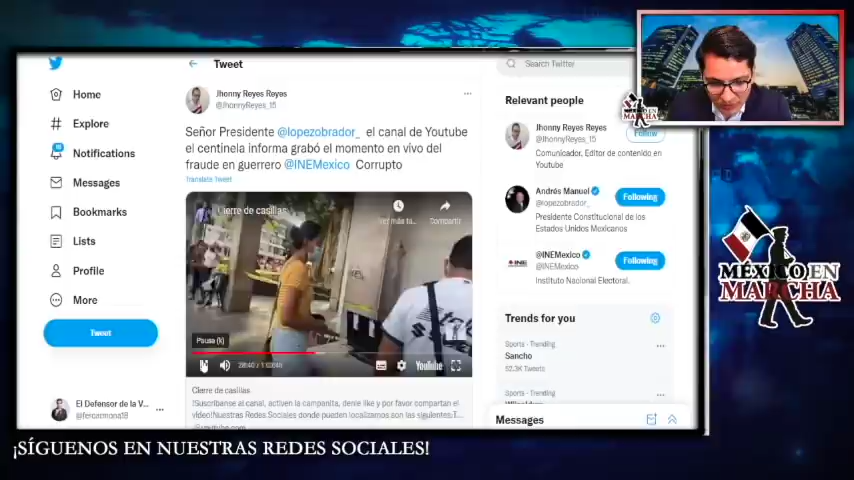 Tweet
Search Twitter
Home
Explore
Notifications
Messages
Bookmarks
Lists
Profile
More
Tweet
El Defensor de la V...
@fercarmona18
Jhonny Reyes Reyes
@JhonnyReyes_15
Señor Presidente @lopezobrador_ el canal de Youtube
el centinela informa grabó el momento en vivo del
fraude en guerrero @INEMexico Corrupto
Translate Tweet
Cierre de casillas
Ver más ta...
Compartir
Pausa (k)
YouTube
Cierre de casillas
!Suscribanse al canal, activen la campanita, denle like y por favor compartan el
video!Nuestras Redes Sociales donde pueden localizarnos son las siguientes:T...
Relevant people
Jhonny Reyes Reyes
@JhonnyReyes_15
Follow
Comunicador. Editor de contenido en
Youtube
Andrés Manuel
@lopezobrador_
Following
Presidente Constitucional de los
Estados Unidos Mexicanos
@INEMexico
@INEMexico
Following
Instituto Nacional Electoral.
Trends for you
Sports · Trending
Sancho
52.3K Tweets
Sports · Trending
Messages
MÉXICO EN
MARCHA
¡SÍGUENOS EN NUESTRAS REDES SOCIALES!